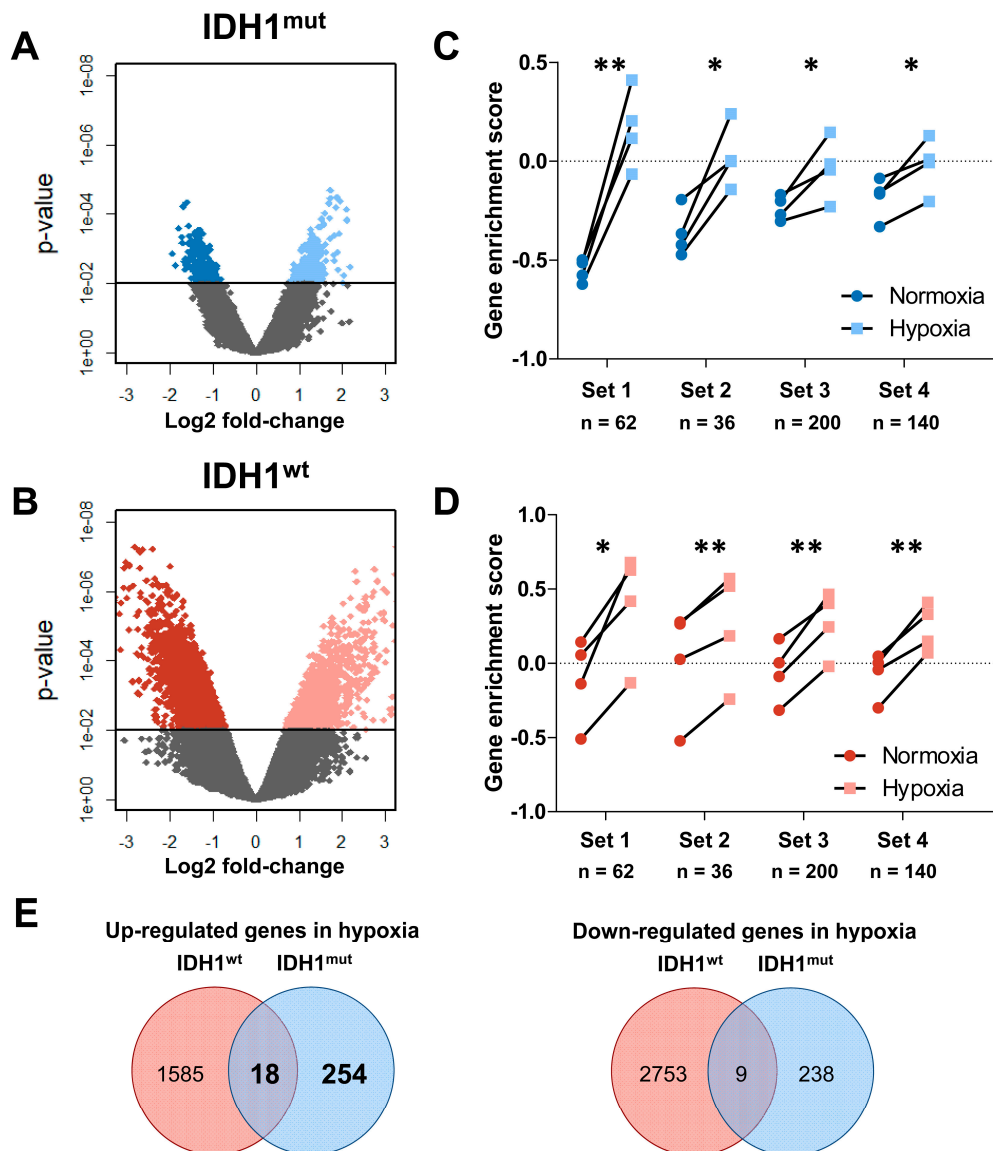 A
IDH1mut
1e-08
1e-06
1e-04
1e-02
1e+00
p-value
-3 -2 -1 0 1 2 3
Log2 fold-change
C
0.5
0.0
-0.5
-1.0
Gene enrichment score
** * * *
Normoxia
Hypoxia
Set 1 Set 2 Set 3 Set 4
n = 62 n = 36 n = 200 n = 140
B
IDH1wt
1e-08
1e-06
1e-04
1e-02
1e+00
p-value
-3 -2 -1 0 1 2 3
Log2 fold-change
D
1.0
0.5
0.0
-0.5
-1.0
Gene enrichment score
* ** ** **
Normoxia
Hypoxia
Set 1 Set 2 Set 3 Set 4
n = 62 n = 36 n = 200 n = 140
E
Up-regulated genes in hypoxia
IDH1wt IDH1mut
1585 18 254
Down-regulated genes in hypoxia
IDH1wt IDH1mut
2753 9 238